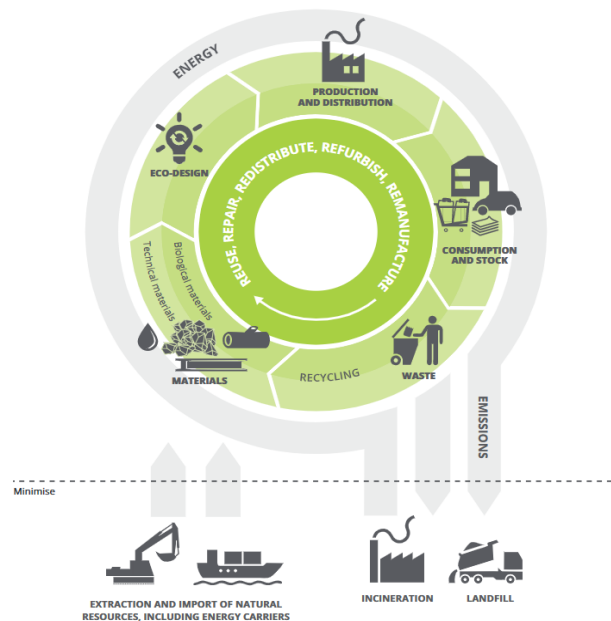 ENERGY
PRODUCTION
AND DISTRIBUTION
ECO-DESIGN
REUSE, REPAIR, REDISTRIBUTE, REFURBISH, REMANUFACTURE
CONSUMPTION
AND STOCK
Technical materials
Biological materials
MATERIALS
RECYCLING
WASTE
EMISSIONS
Minimise
EXTRACTION AND IMPORT OF NATURAL
RESOURCES, INCLUDING ENERGY CARRIERS
INCINERATION
LANDFILL